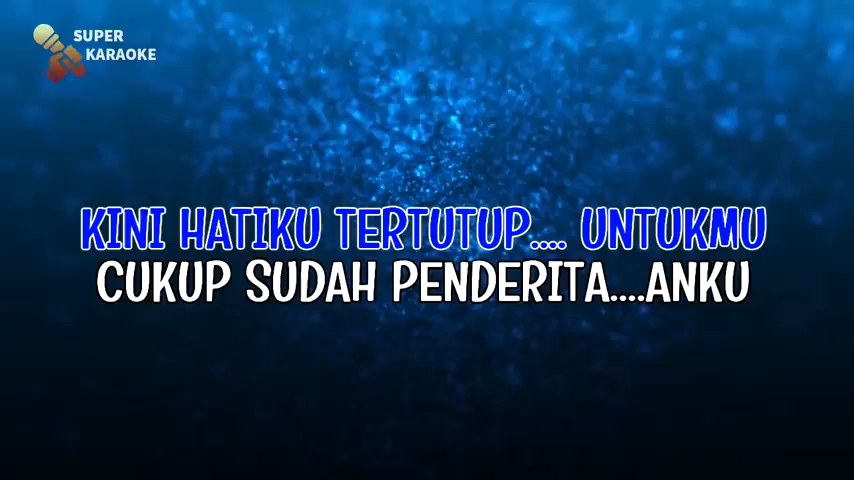 SUPER
KARAOKE
KINI HATIKU TERTUTUP.... UNTUKMU
CUKUP SUDAH PENDERITA....ANKU